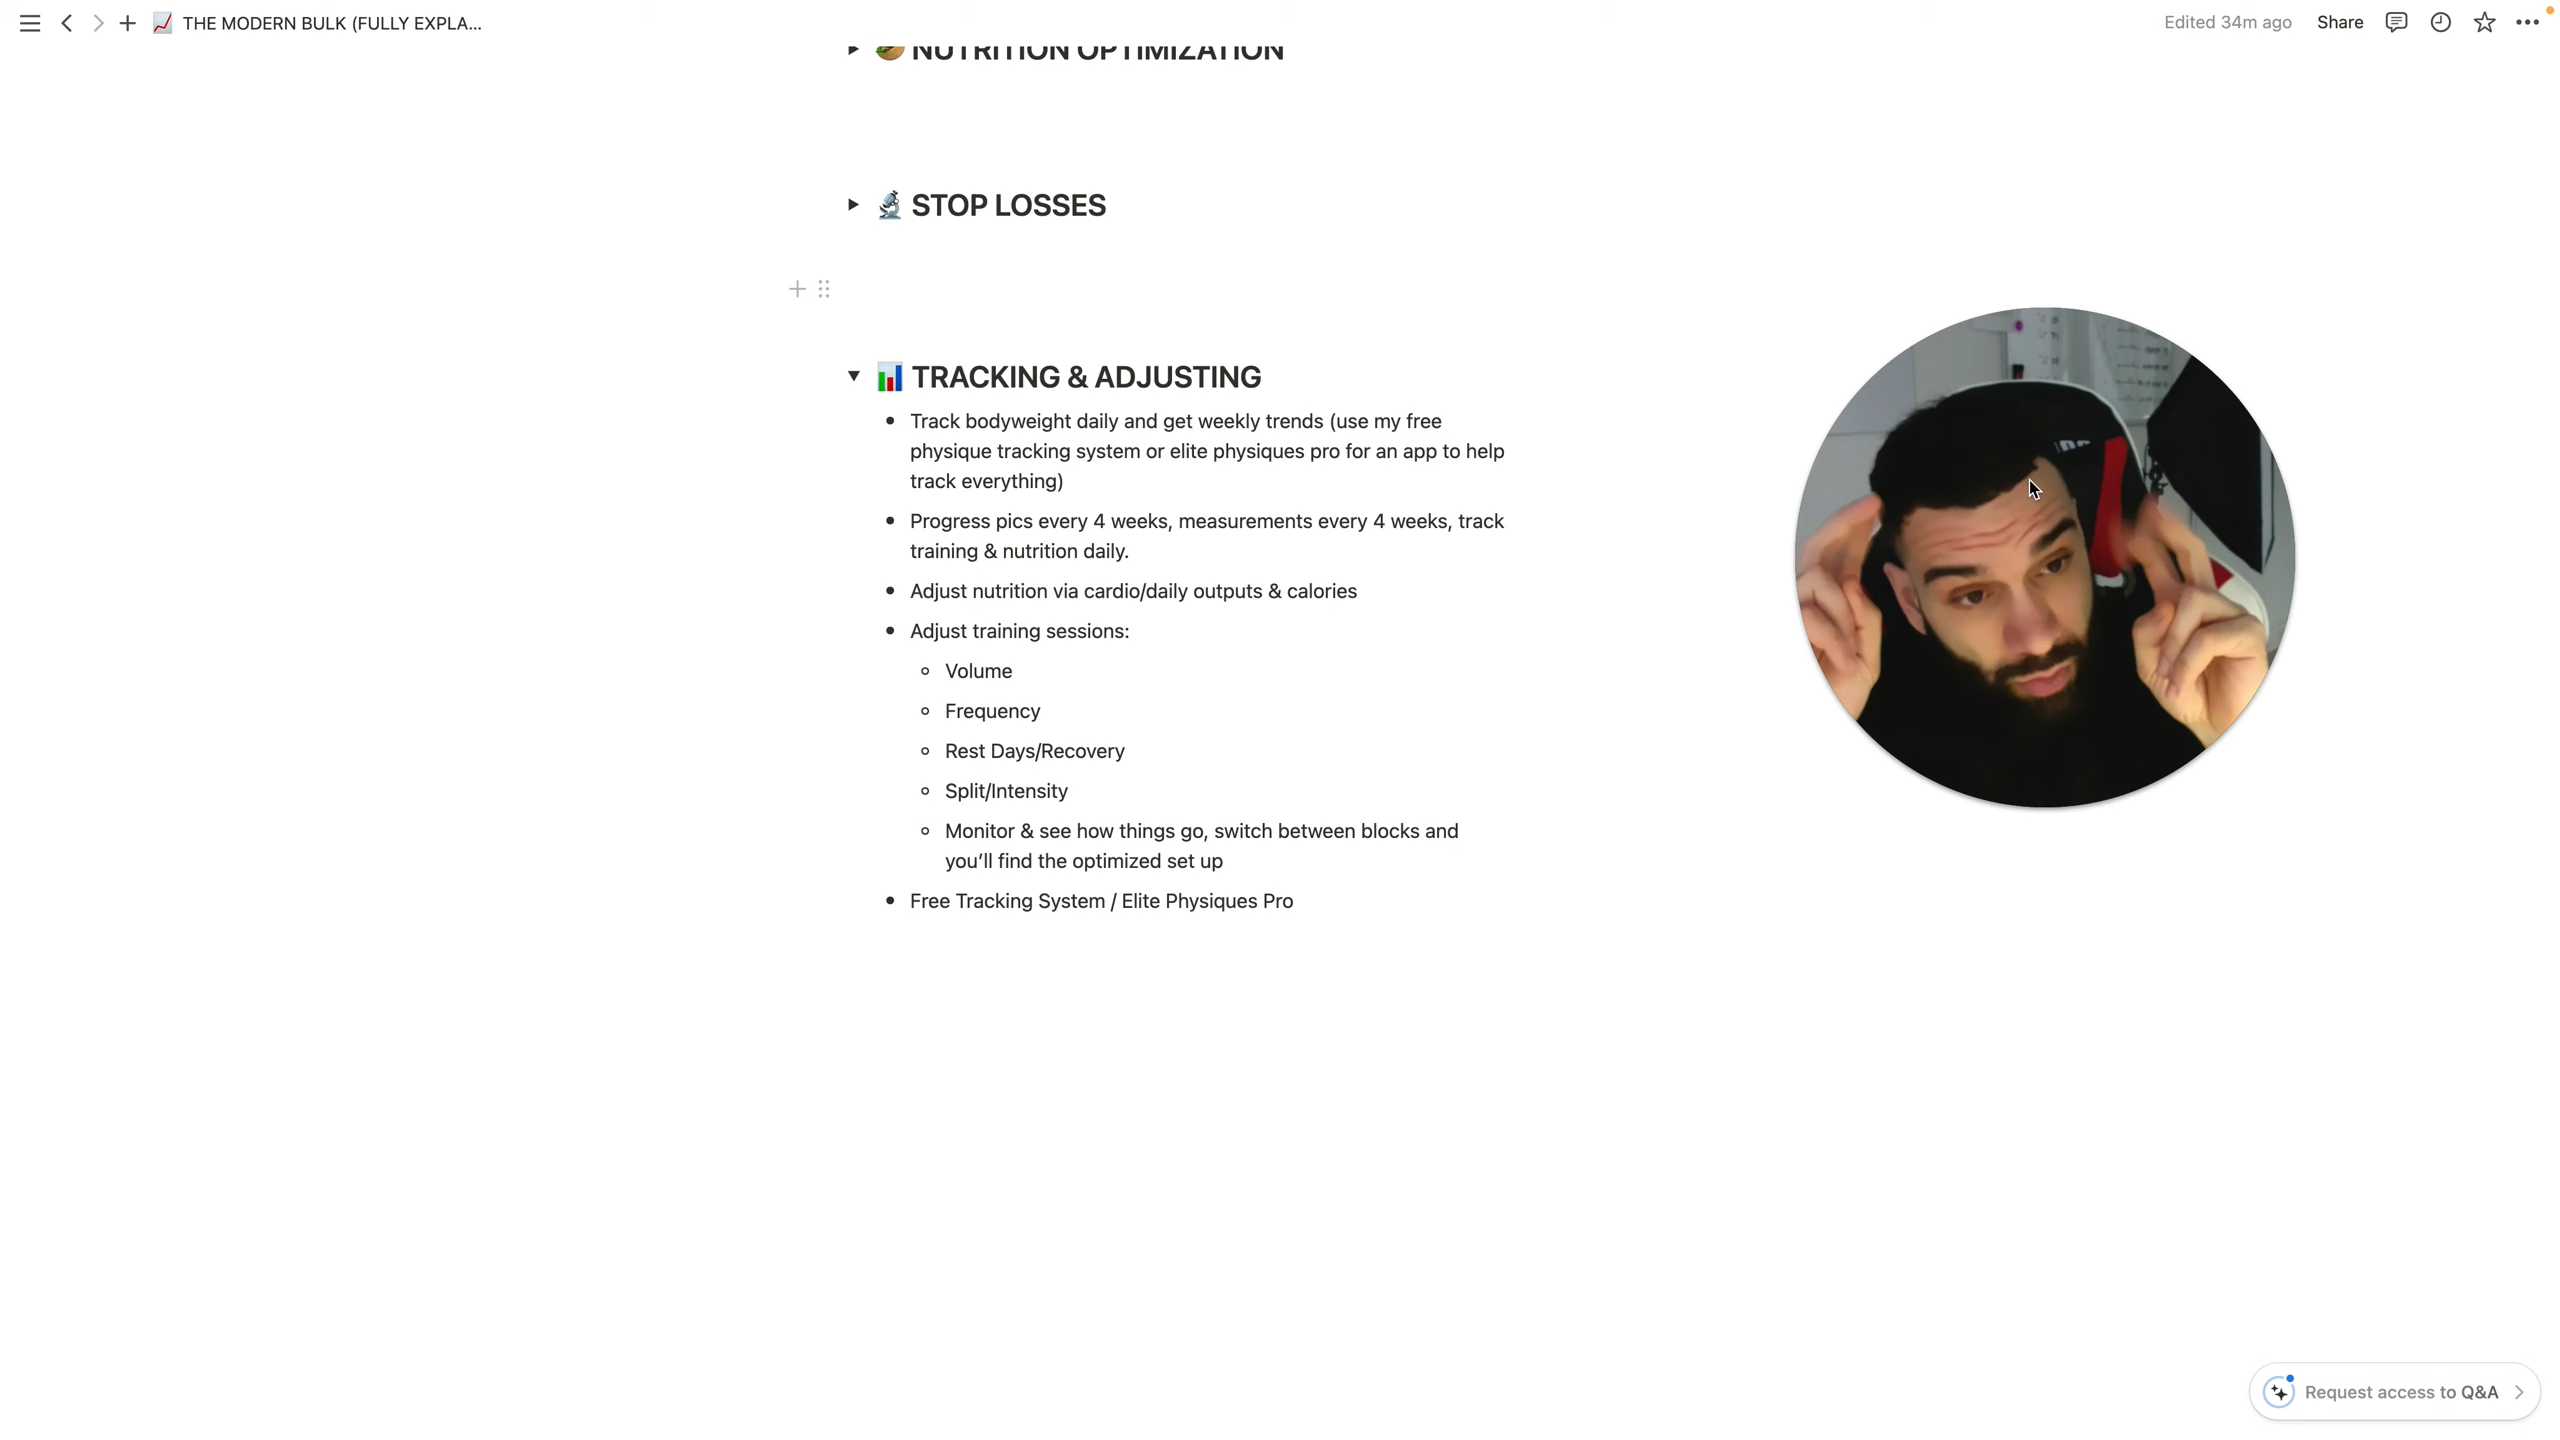 THE MODERN BULK (FULLY EXPLA...
Edited 34m ago
Share
NUTRITION OPTIMIZATION
STOP LOSSES
TRACKING & ADJUSTING
Track bodyweight daily and get weekly trends (use my free
physique tracking system or elite physiques pro for an app to help
track everything)
Progress pics every 4 weeks, measurements every 4 weeks, track
training & nutrition daily.
Adjust nutrition via cardio/daily outputs & calories
Adjust training sessions:
Volume
Frequency
Rest Days/Recovery
Split/Intensity
Monitor & see how things go, switch between blocks and
you’ll find the optimized set up
Free Tracking System / Elite Physiques Pro
Request access to Q&A